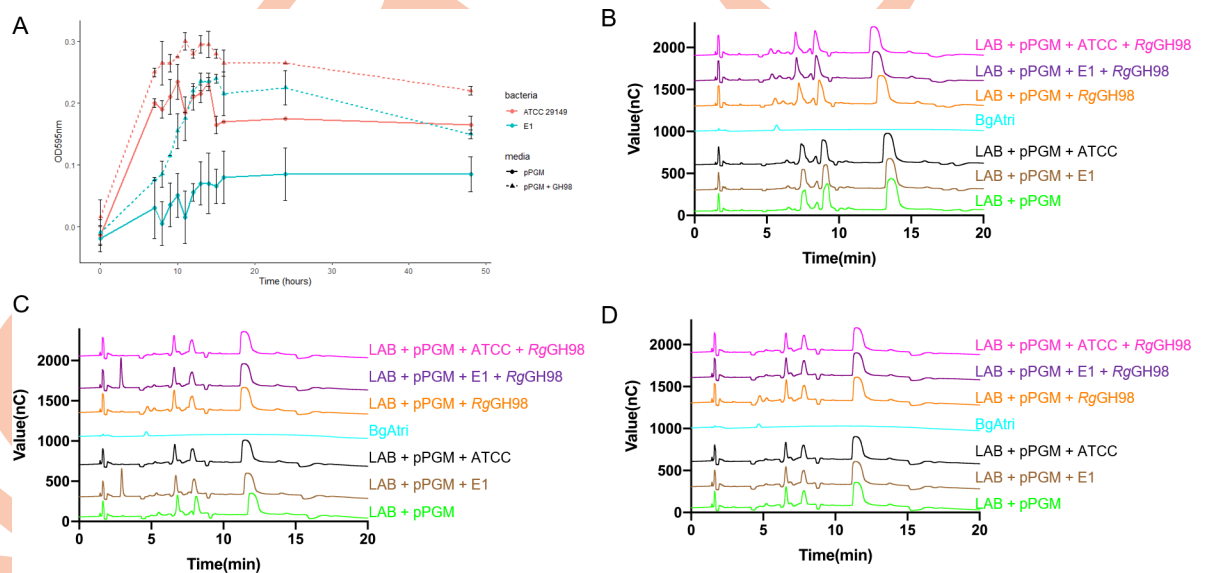 A
OD595nm
0.3
0.2
0.1
0.0
0
10
20
30
40
50
Time (hours)
bacteria
ATCC 29149
E1
media
pPGM
pPGM + GH98
B
Value(nC)
2000
1500
1000
500
0
0
5
10
15
20
Time(min)
LAB + pPGM + ATCC + RgGH98
LAB + pPGM + E1 + RgGH98
LAB + pPGM + RgGH98
BgAtri
LAB + pPGM + ATCC
LAB + pPGM + E1
LAB + pPGM
C
Value(nC)
2000
1500
1000
500
0
0
5
10
15
20
Time(min)
LAB + pPGM + ATCC + RgGH98
LAB + pPGM + E1 + RgGH98
LAB + pPGM + RgGH98
BgAtri
LAB + pPGM + ATCC
LAB + pPGM + E1
LAB + pPGM
D
Value(nC)
2000
1500
1000
500
0
0
5
10
15
20
Time(min)
LAB + pPGM + ATCC + RgGH98
LAB + pPGM + E1 + RgGH98
LAB + pPGM + RgGH98
BgAtri
LAB + pPGM + ATCC
LAB + pPGM + E1
LAB + pPGM